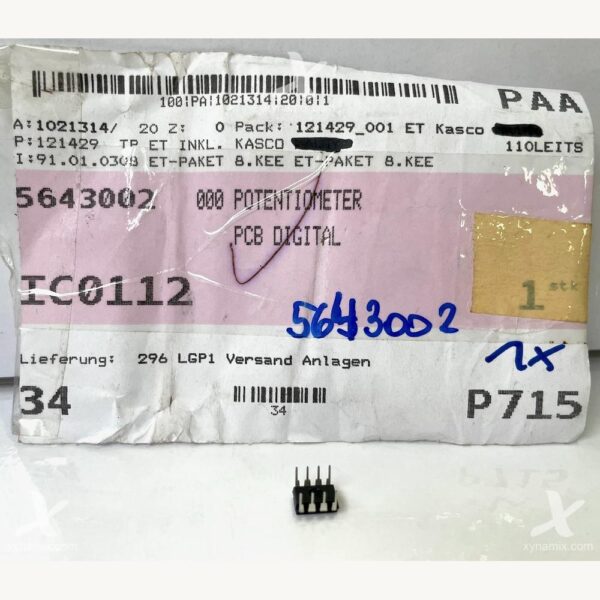 PAA
100|PA|1021314|20|0|1
A:1021314/ 20 Z: 0 Pack: 121429_001 ET Kasco
P:121429 TP ET INKL. KASCO 110LEITS
I:91.01.0308 ET-PAKET 8.KEE ET-PAKET 8.KEE
5643002 000 POTENTIOMETER
PCB DIGITAL
IC0112 1 stk
5643002
1x
Lieferung: 296 LGP1 Versand Anlagen
34 34 P715
xynamix.com
xynamix.com